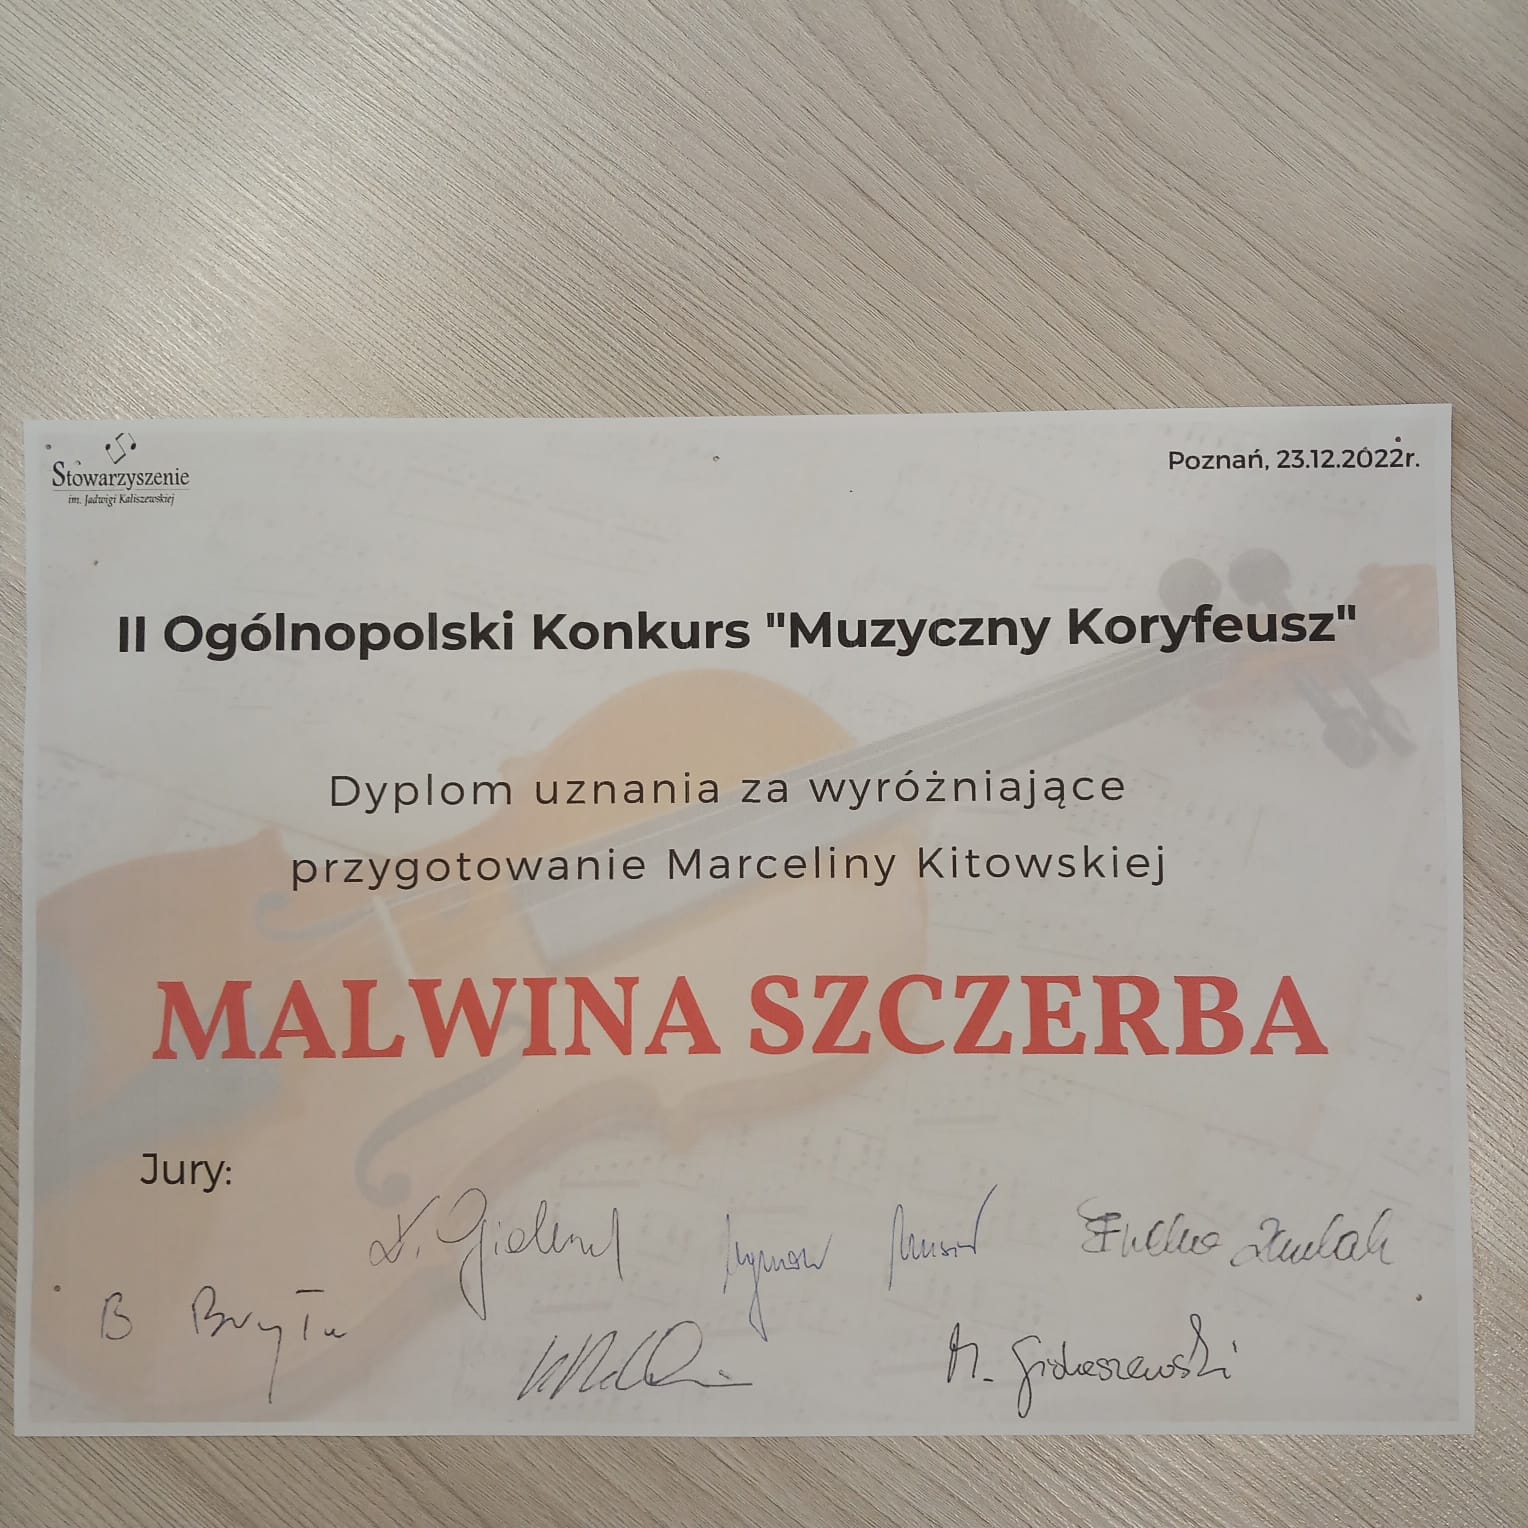 Stowarzyszenie
im. Jadwigi Kaliszewskiej
Poznań, 23.12.2022r.
II Ogólnopolski Konkurs "Muzyczny Koryfeusz"
Dyplom uznania za wyróżniające
przygotowanie Marceliny Kitowskiej
MALWINA SZCZERBA
Jury:
B Bryła